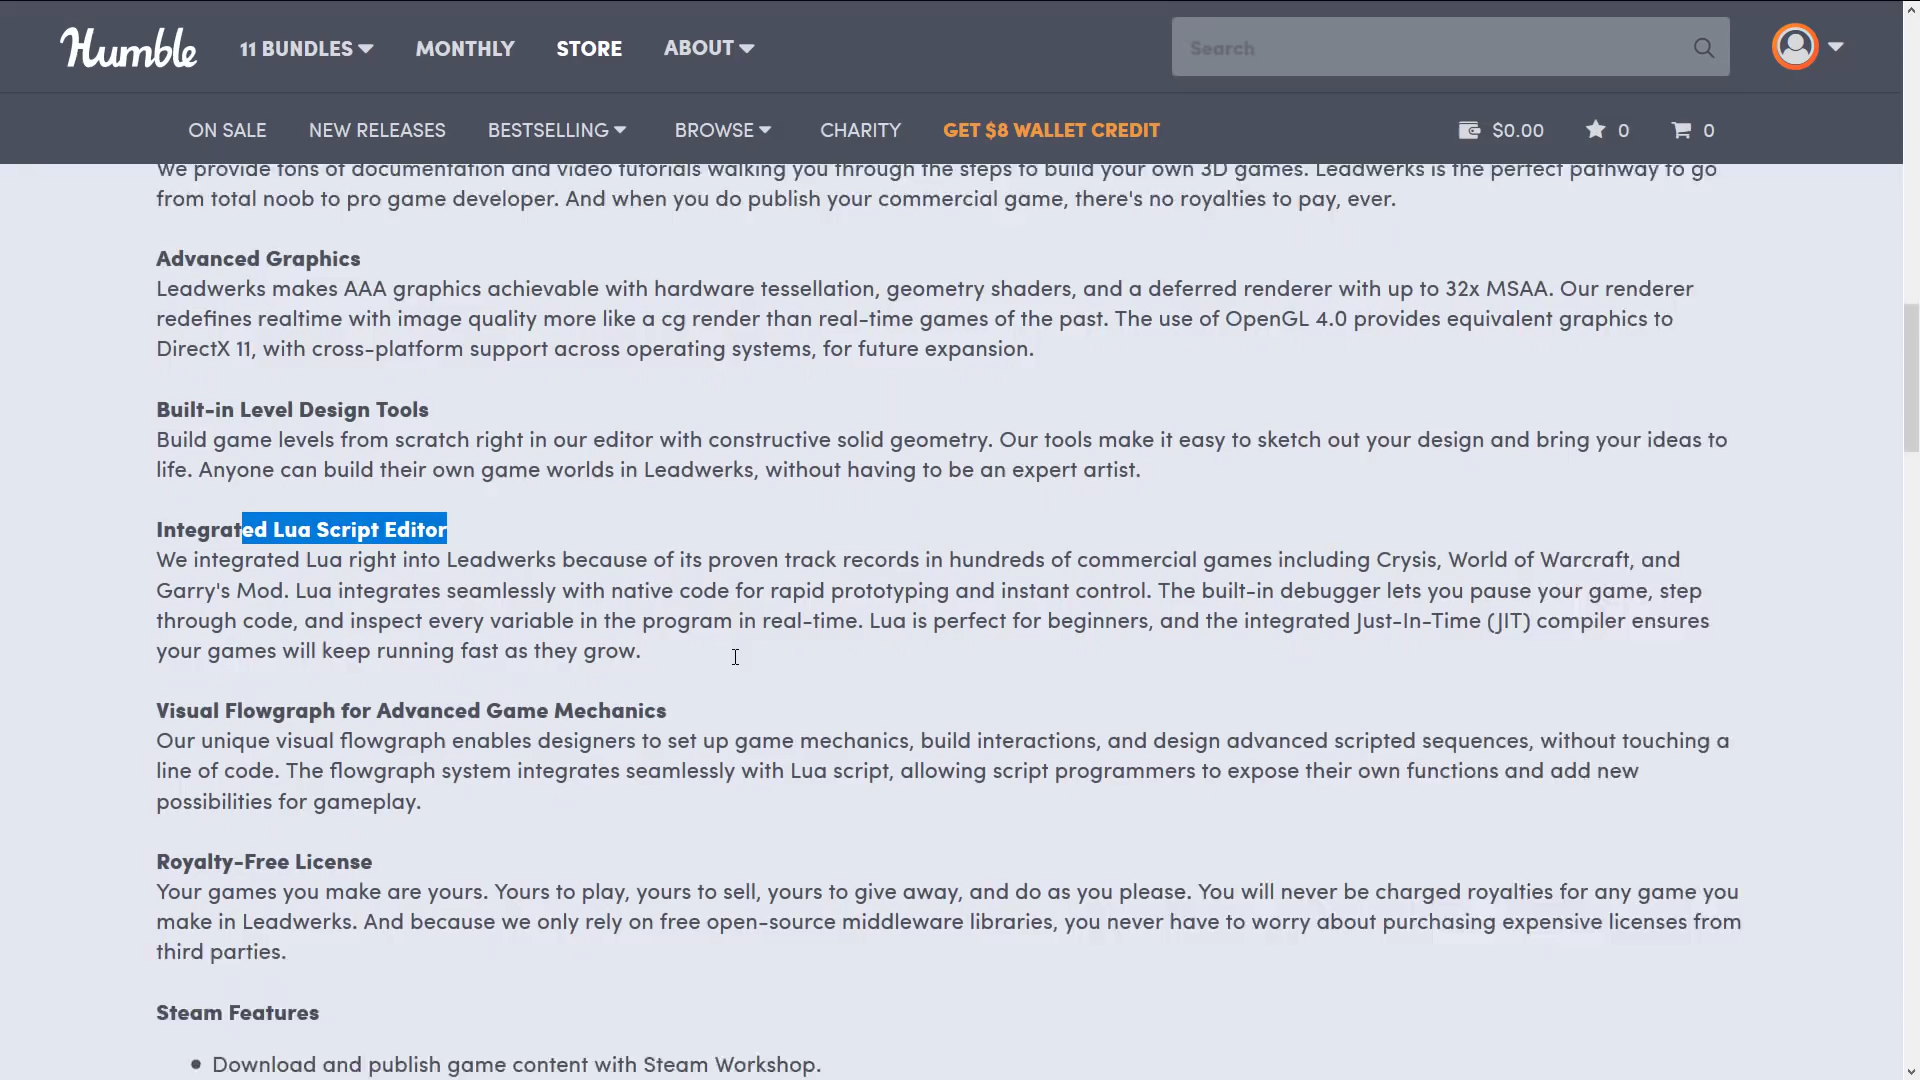 Humble 11 BUNDLES MONTHLY STORE ABOUT Search
ON SALE NEW RELEASES BESTSELLING BROWSE CHARITY GET $8 WALLET CREDIT $0.00 0 0
We provide tons of documentation and video tutorials walking you through the steps to build your own 3D games. Leadwerks is the perfect pathway to go
from total noob to pro game developer. And when you do publish your commercial game, there's no royalties to pay, ever.
Advanced Graphics
Leadwerks makes AAA graphics achievable with hardware tessellation, geometry shaders, and a deferred renderer with up to 32x MSAA. Our renderer
redefines realtime with image quality more like a cg render than real-time games of the past. The use of OpenGL 4.0 provides equivalent graphics to
DirectX 11, with cross-platform support across operating systems, for future expansion.
Built-in Level Design Tools
Build game levels from scratch right in our editor with constructive solid geometry. Our tools make it easy to sketch out your design and bring your ideas to
life. Anyone can build their own game worlds in Leadwerks, without having to be an expert artist.
Integrated Lua Script Editor
We integrated Lua right into Leadwerks because of its proven track records in hundreds of commercial games including Crysis, World of Warcraft, and
Garry's Mod. Lua integrates seamlessly with native code for rapid prototyping and instant control. The built-in debugger lets you pause your game, step
through code, and inspect every variable in the program in real-time. Lua is perfect for beginners, and the integrated Just-In-Time (JIT) compiler ensures
your games will keep running fast as they grow.
Visual Flowgraph for Advanced Game Mechanics
Our unique visual flowgraph enables designers to set up game mechanics, build interactions, and design advanced scripted sequences, without touching a
line of code. The flowgraph system integrates seamlessly with Lua script, allowing script programmers to expose their own functions and add new
possibilities for gameplay.
Royalty-Free License
Your games you make are yours. Yours to play, yours to sell, yours to give away, and do as you please. You will never be charged royalties for any game you
make in Leadwerks. And because we only rely on free open-source middleware libraries, you never have to worry about purchasing expensive licenses from
third parties.
Steam Features
● Download and publish game content with Steam Workshop.